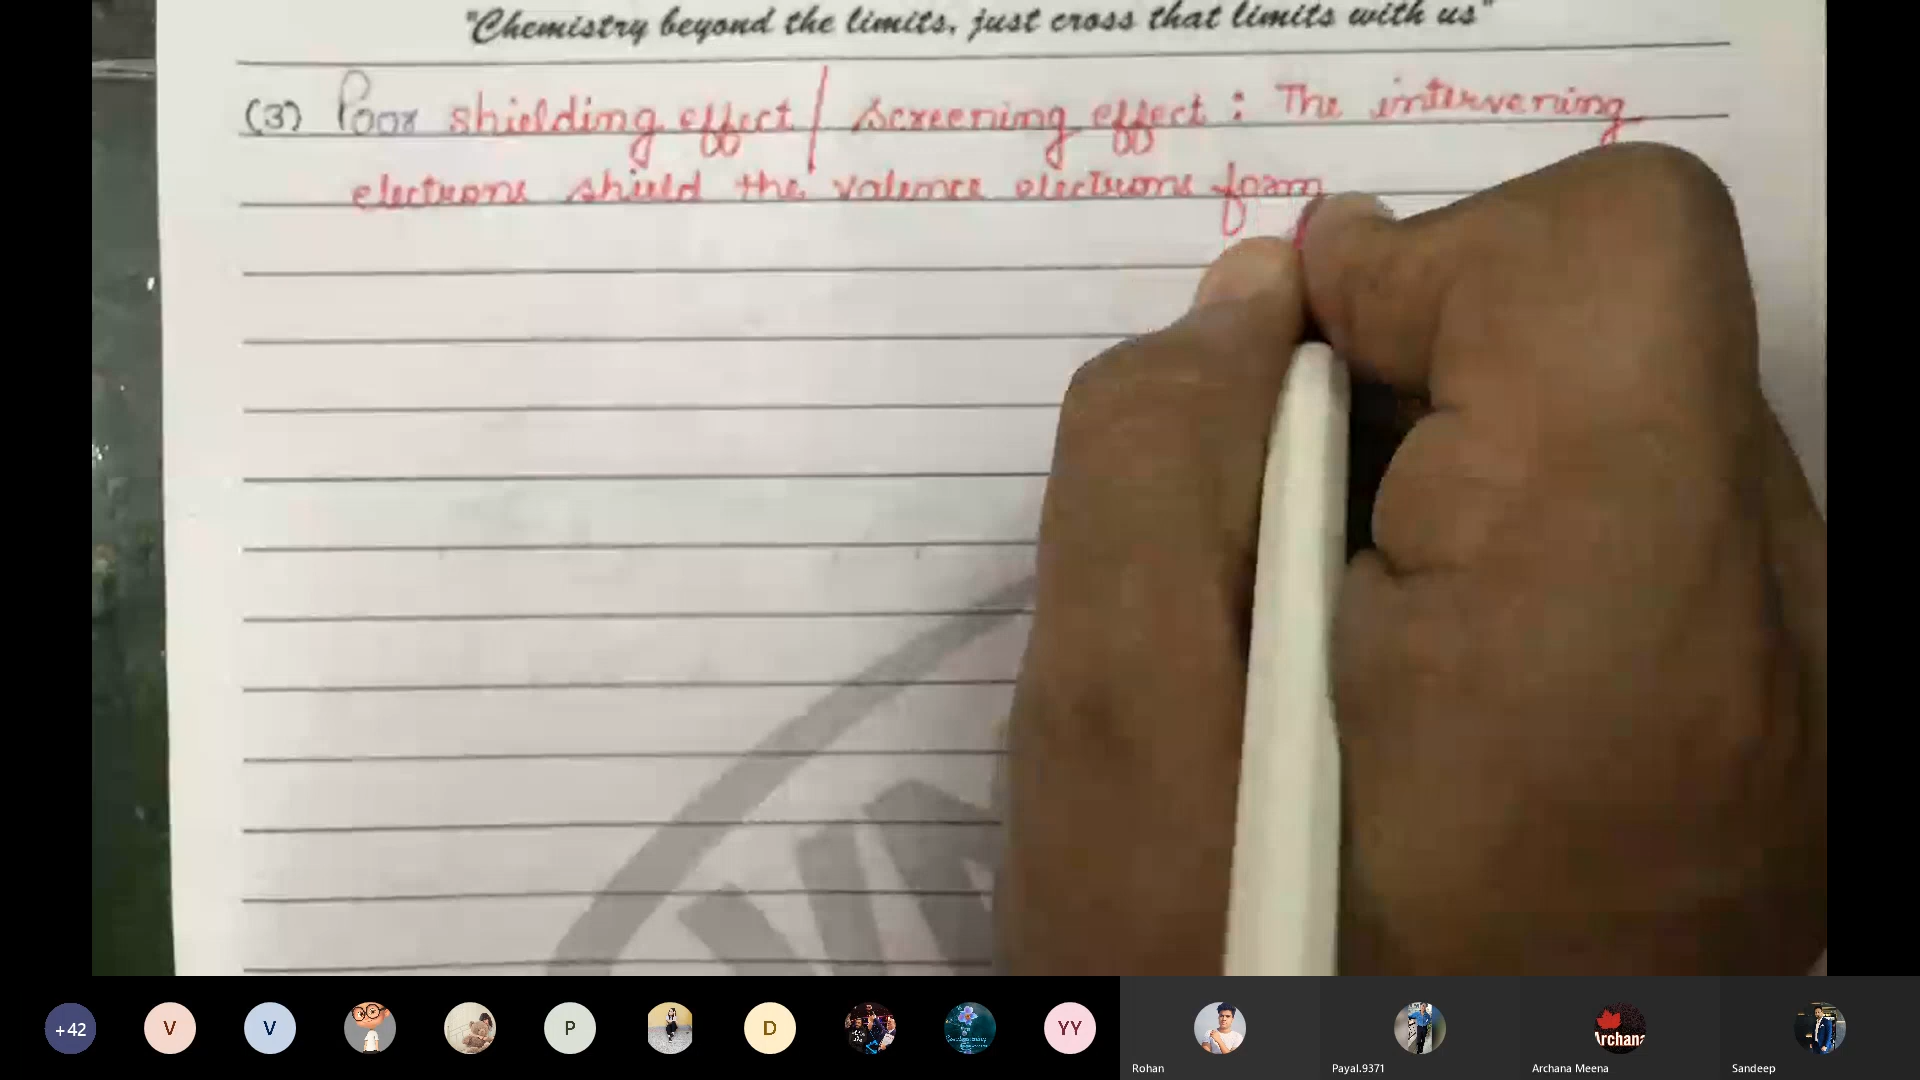 "Chemistry beyond the limits, just cross that limits with us"
(3) Poor shielding effect / screening effect : The intervening
electrons shield the valence electrons form
+42
V
V
P
D
YY
Rohan
Payal.9371
Archana Meena
Sandeep